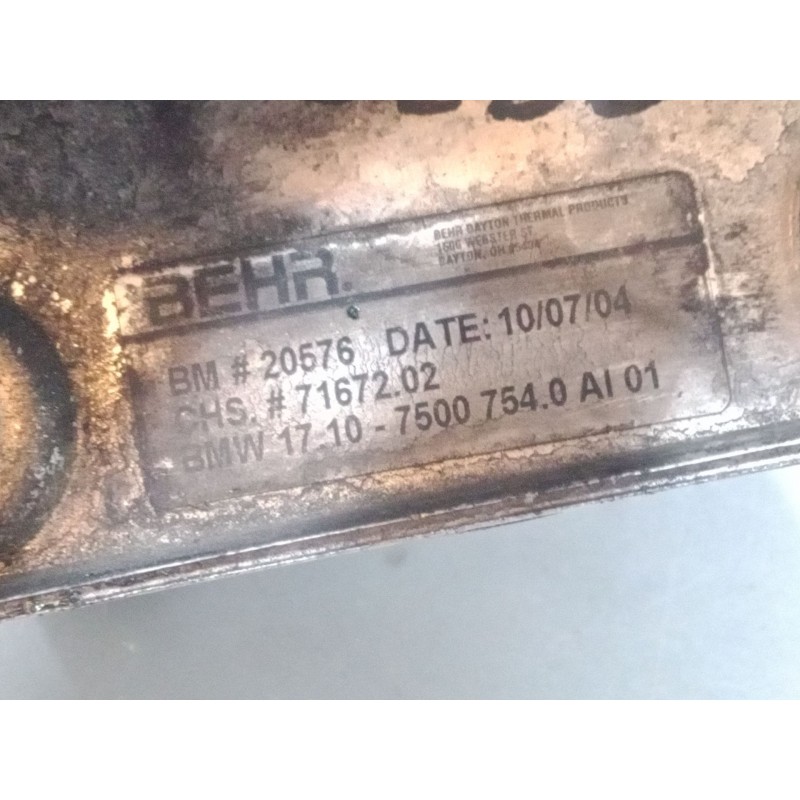 BEHR.
BEHR DAYTON THERMAL PRODUCTS
1600 WEBSTER ST.
DAYTON, OH 45404
BM # 20576 DATE: 10/07/04
CHS. # 71672.02
BMW 17.10 - 7500 754.0 AI 01